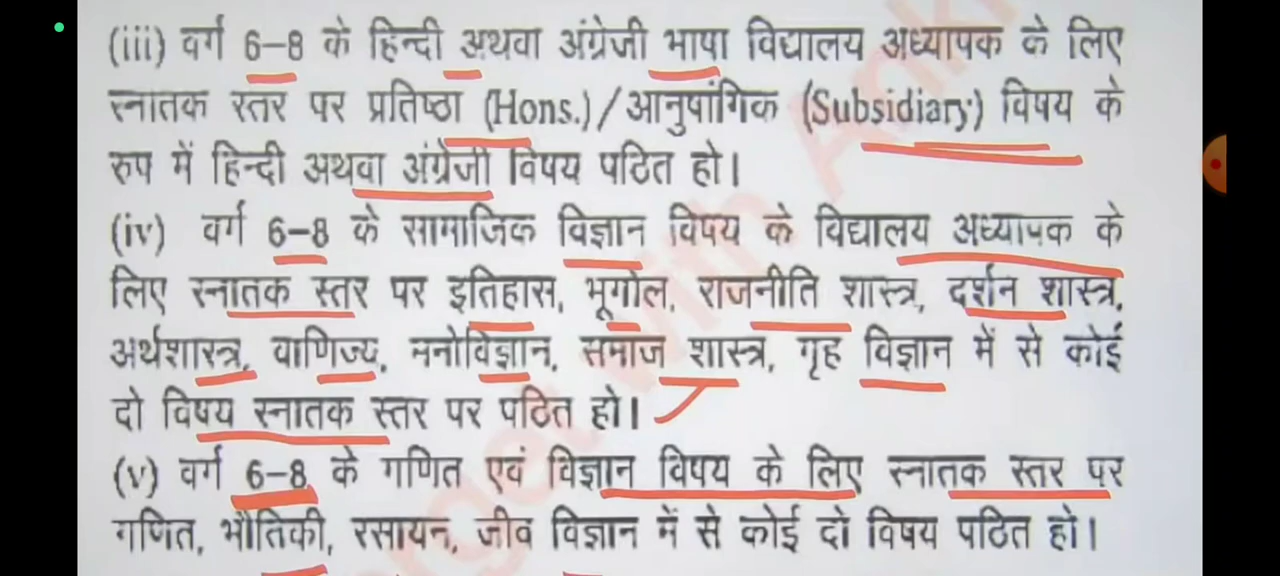 (iii) वर्ग 6–8 के हिन्दी अथवा अंग्रेजी भाषा विद्यालय अध्यापक के लिए
स्नातक स्तर पर प्रतिष्ठा (Hons.)/आनुषांगिक (Subsidiary) विषय के
रुप में हिन्दी अथवा अंग्रेजी विषय पठित हो।
(iv) वर्ग 6–8 के सामाजिक विज्ञान विषय के विद्यालय अध्यापक के
लिए स्नातक स्तर पर इतिहास, भूगोल, राजनीति शास्त्र, दर्शन शास्त्र,
अर्थशास्त्र, वाणिज्य, मनोविज्ञान, समाज शास्त्र, गृह विज्ञान में से कोई
दो विषय स्नातक स्तर पर पठित हो।
(v) वर्ग 6–8 के गणित एवं विज्ञान विषय के लिए स्नातक स्तर पर
गणित, भौतिकी, रसायन, जीव विज्ञान में से कोई दो विषय पठित हो।